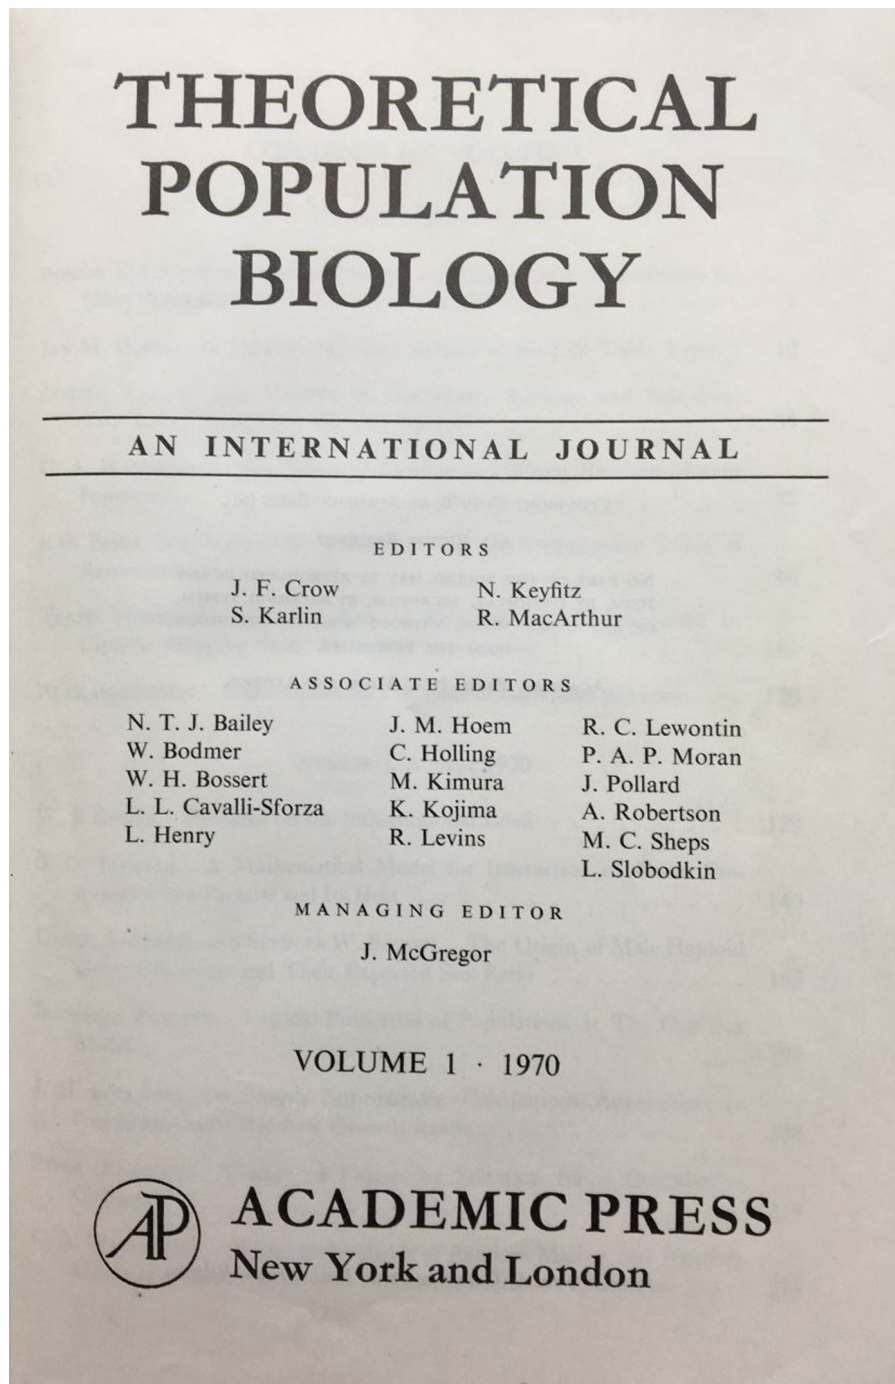 THEORETICAL
POPULATION
BIOLOGY
AN INTERNATIONAL JOURNAL
EDITORS
J. F. Crow
S. Karlin
N. Keyfitz
R. MacArthur
ASSOCIATE EDITORS
N. T. J. Bailey
W. Bodmer
W. H. Bossert
L. L. Cavalli-Sforza
L. Henry
J. M. Hoem
C. Holling
M. Kimura
K. Kojima
R. Levins
R. C. Lewontin
P. A. P. Moran
J. Pollard
A. Robertson
M. C. Sheps
L. Slobodkin
MANAGING EDITOR
J. McGregor
VOLUME 1 · 1970
AP
ACADEMIC PRESS
New York and London